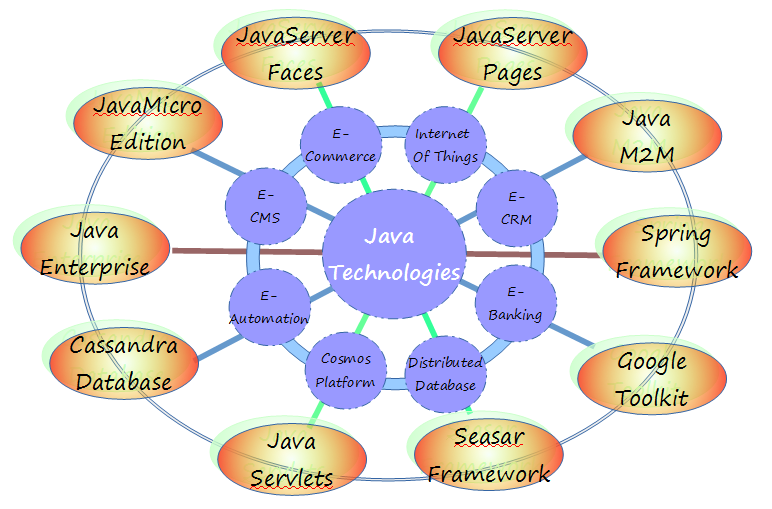 JavaServer
Faces
JavaServer
Pages
JavaMicro
Edition
Java
M2M
E-
Commerce
Internet
Of Things
E-
CMS
E-
CRM
Java
Enterprise
Java
Technologies
Spring
Framework
E-
Automation
E-
Banking
Cassandra
Database
Cosmos
Platform
Distributed
Database
Google
Toolkit
Java
Servlets
Seasar
Framework